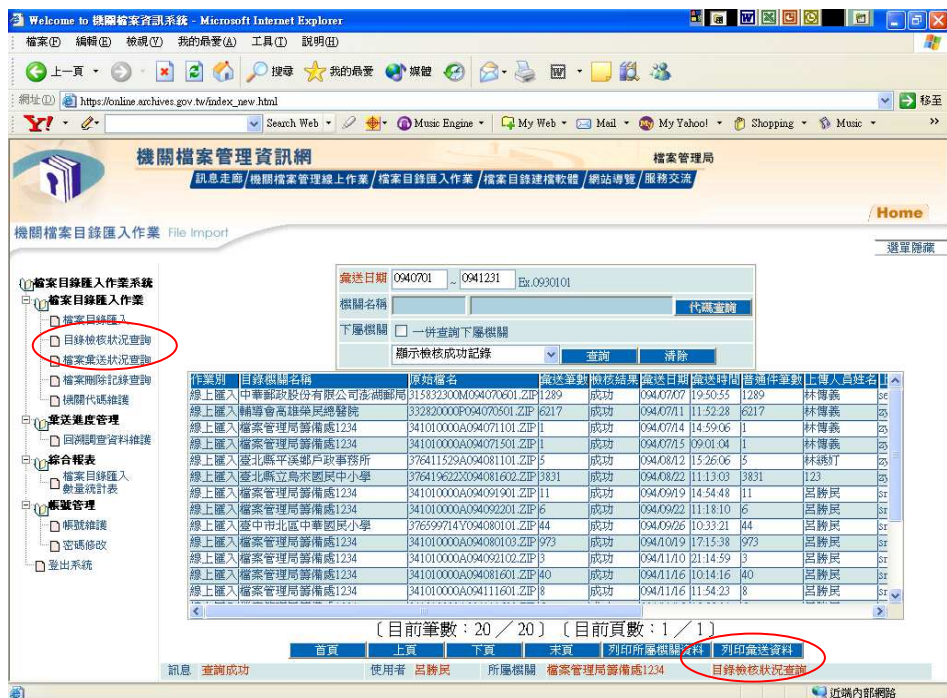 Welcome to 機關檔案資訊系統 - Microsoft Internet Explorer
檔案(F) 編輯(E) 檢視(V) 我的最愛(A) 工具(T) 說明(H)
上一頁 搜尋 我的最愛 媒體
網址(D) https://online.archives.gov.tw/index_new.html 移至
Y! Search Web Music Engine My Web Mail My Yahoo! Shopping Music »
機關檔案管理資訊網 檔案管理局
訊息走廊/機關檔案管理線上作業/檔案目錄匯入作業/檔案目錄建檔軟體/網站導覽/服務交流
Home
機關檔案目錄匯入作業 File Import
選單隱藏
檔案目錄匯入作業系統
檔案目錄匯入作業
檔案目錄匯入
目錄檢核狀況查詢
檔案彙送狀況查詢
檔案刪除記錄查詢
機關代碼維護
彙送進度管理
回溯調查資料維護
綜合報表
檔案目錄匯入
數量統計表
帳號管理
帳號維護
密碼修改
登出系統
彙送日期 0940701 ~ 0941231 Ex.0930101
機關名稱 代碼查詢
下屬機關 一併查詢下屬機關
顯示檢核成功記錄 查詢 清除
作業別 目錄機關名稱 原始檔名 彙送筆數 檢核結果 彙送日期 彙送時間 普通件筆數 上傳人員姓名 上
線上匯入 中華郵政股份有限公司澎湖郵局 315832300M094070601.ZIP 1289 成功 094/07/07 19:50:55 1289 林傳義 se
線上匯入 輔導會高雄榮民總醫院 332820000P094070501.ZIP 6217 成功 094/07/11 11:52:28 6217 林傳義 zy
線上匯入 檔案管理局籌備處1234 341010000A094071101.ZIP 1 成功 094/07/14 14:59:06 1 林傳義 zy
線上匯入 檔案管理局籌備處1234 341010000A094071501.ZIP 1 成功 094/07/15 09:01:04 1 林傳義 zy
線上匯入 臺北縣平溪鄉戶政事務所 376411529A094081101.ZIP 5 成功 094/08/12 15:26:06 5 林綉玎 zy
線上匯入 臺北縣立烏來國民中小學 376419622X094081602.ZIP 3831 成功 094/08/22 11:13:03 3831 123 zy
線上匯入 檔案管理局籌備處1234 341010000A094091901.ZIP 11 成功 094/09/19 14:54:48 11 呂勝民 sr
線上匯入 檔案管理局籌備處1234 341010000A094092201.ZIP 6 成功 094/09/22 11:18:10 6 呂勝民 sr
線上匯入 臺中市北區中華國民小學 376599714Y094080101.ZIP 44 成功 094/09/26 10:33:21 44 呂勝民 sr
線上匯入 檔案管理局籌備處1234 341010000A094080103.ZIP 973 成功 094/10/19 17:15:38 973 呂勝民 sr
線上匯入 檔案管理局籌備處1234 341010000A094092102.ZIP 3 成功 094/11/10 21:14:59 3 呂勝民 sr
線上匯入 檔案管理局籌備處1234 341010000A094081601.ZIP 40 成功 094/11/16 10:14:16 40 呂勝民 sr
線上匯入 檔案管理局籌備處1234 341010000A094111601.ZIP 8 成功 094/11/16 11:54:23 8 呂勝民 sr
〔目前筆數：20／20〕〔目前頁數：1／1〕
首頁 上頁 下頁 末頁 列印所屬機關資料 列印彙送資料
訊息 查詢成功 使用者 呂勝民 所屬機關 檔案管理局籌備處1234 目錄檢核狀況查詢
近端內部網路